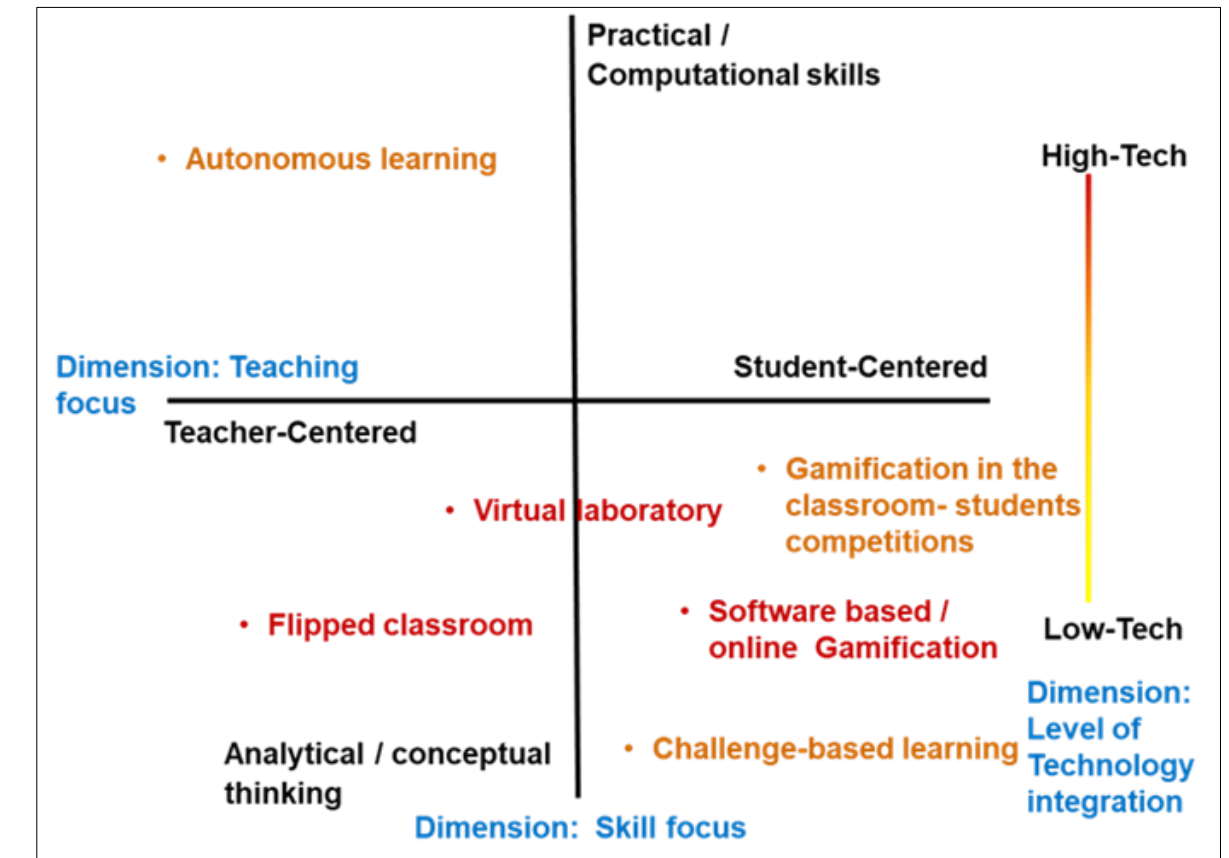 Practical /
Computational skills
• Autonomous learning
High-Tech
Dimension: Teaching
focus
Student-Centered
Teacher-Centered
• Gamification in the
classroom- students
competitions
• Virtual laboratory
• Flipped classroom
• Software based /
online Gamification
Low-Tech
Dimension:
Level of
Technology
integration
Analytical / conceptual
thinking
• Challenge-based learning
Dimension: Skill focus